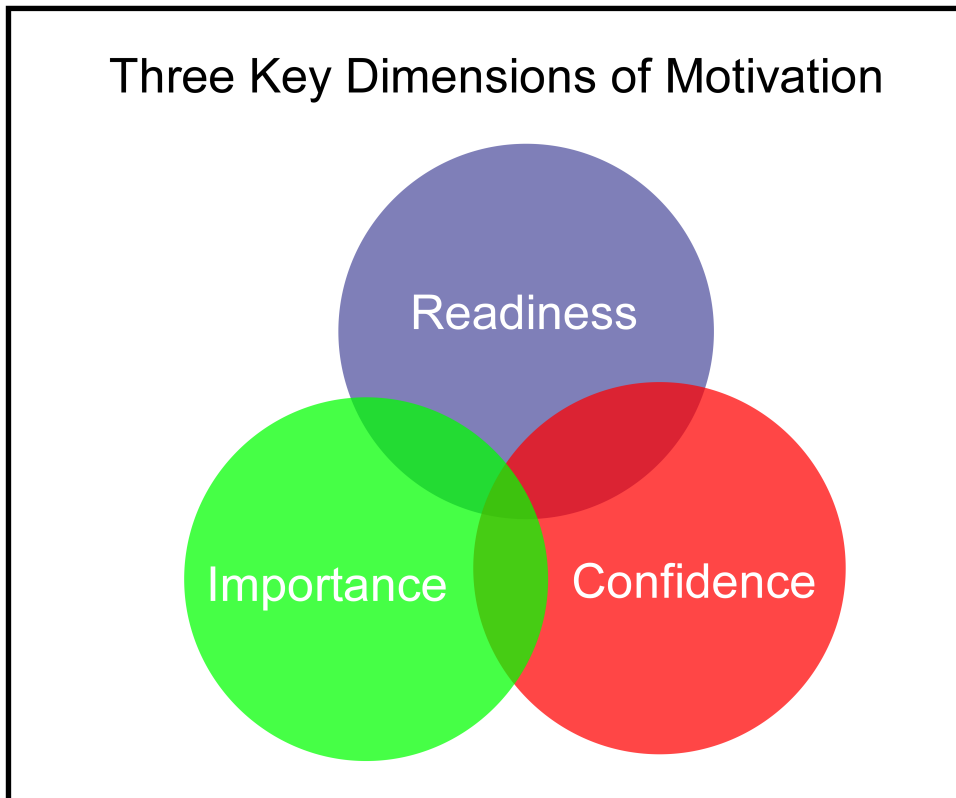 Three Key Dimensions of Motivation
Readiness
Importance
Confidence